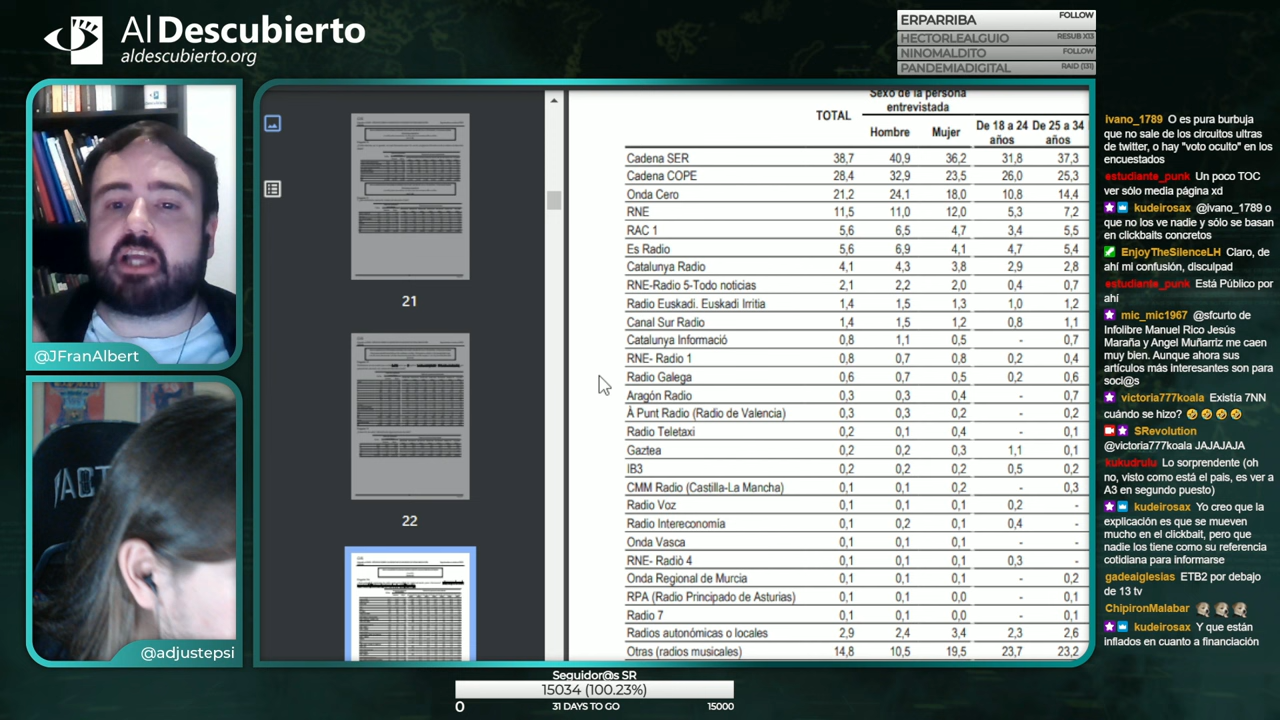 Al Descubierto
aldescubierto.org
ERPARRIBA FOLLOW
HECTORLEALGUIO RESUB X13
NINOMALDITO FOLLOW
PANDEMIADIGITAL RAID (131)
@JFranAlbert
@adjustepsi
21
22
Sexo de la persona
entrevistada
TOTAL Hombre Mujer De 18 a 24 años De 25 a 34 años
Cadena SER 38,7 40,9 36,2 31,8 37,3
Cadena COPE 28,4 32,9 23,5 26,0 25,3
Onda Cero 21,2 24,1 18,0 10,8 14,4
RNE 11,5 11,0 12,0 5,3 7,2
RAC 1 5,6 6,5 4,7 3,4 5,5
Es Radio 5,6 6,9 4,1 4,7 5,4
Catalunya Radio 4,1 4,3 3,8 2,9 2,8
RNE-Radio 5-Todo noticias 2,1 2,2 2,0 0,4 0,7
Radio Euskadi. Euskadi Irritia 1,4 1,5 1,3 1,0 1,2
Canal Sur Radio 1,4 1,5 1,2 0,8 1,1
Catalunya Informació 0,8 1,1 0,5 - 0,7
RNE- Radio 1 0,8 0,7 0,8 0,2 0,4
Radio Galega 0,6 0,7 0,5 0,2 0,6
Aragón Radio 0,3 0,3 0,4 - 0,7
À Punt Radio (Radio de Valencia) 0,3 0,3 0,2 - 0,2
Radio Teletaxi 0,2 0,1 0,4 - 0,1
Gaztea 0,2 0,2 0,3 1,1 0,1
IB3 0,2 0,2 0,2 0,5 0,2
CMM Radio (Castilla-La Mancha) 0,1 0,1 0,2 - 0,3
Radio Voz 0,1 0,1 0,1 0,2 -
Radio Intereconomía 0,1 0,2 0,1 0,4 -
Onda Vasca 0,1 0,1 0,1 - -
RNE- Radiò 4 0,1 0,1 0,1 0,3 -
Onda Regional de Murcia 0,1 0,1 0,1 - 0,2
RPA (Radio Principado de Asturias) 0,1 0,1 0,0 - 0,1
Radio 7 0,1 0,1 0,0 - 0,1
Radios autonómicas o locales 2,9 2,4 3,4 2,3 2,6
Otras (radios musicales) 14,8 10,5 19,5 23,7 23,2
ivano_1789 O es pura burbuja
que no sale de los circuitos ultras
de twitter, o hay "voto oculto" en los
encuestados
estudiante_punk Un poco TOC
ver sólo media página xd
kudeirosax @ivano_1789 o
que no los ve nadie y sólo se basan
en clickbaits concretos
EnjoyTheSilenceLH Claro, de
ahí mi confusión, disculpad
estudiante_punk Está Público por
ahí
mic_mic1967 @sfcurto de
Infolibre Manuel Rico Jesús
Maraña y Angel Muñarriz me caen
muy bien. Aunque ahora sus
artículos más interesantes son para
soci@s
victoria777koala Existía 7NN
cuándo se hizo?
SRevolution
@victoria777koala JAJAJAJA
kukudrulu Lo sorprendente (oh
no, visto como está el país, es ver a
A3 en segundo puesto)
kudeirosax Yo creo que la
explicación es que se mueven
mucho en el clickbait, pero que
nadie los tiene como su referencia
cotidiana para informarse
gadeaiglesias ETB2 por debajo
de 13 tv
ChipironMalabar
kudeirosax Y que están
inflados en cuanto a financiación
Seguidor@s SR
15034 (100.23%)
0 31 DAYS TO GO 15000